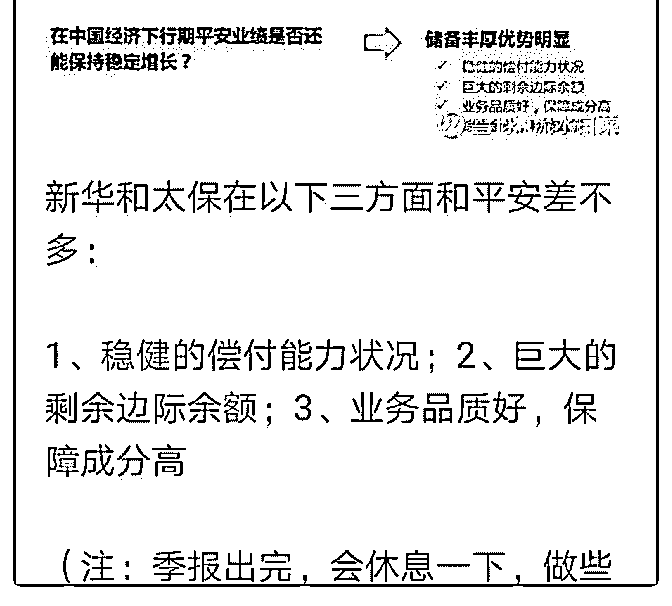 在中国经济下行期平安业绩是否还
能保持稳定增长？
储备丰厚优势明显
✓ 稳健的偿付能力状况
✓ 巨大的剩余边际余额
✓ 业务品质好，保障成分高
新华和太保在以下三方面和平安差不
多：
1、稳健的偿付能力状况；2、巨大的
剩余边际余额；3、业务品质好，保
障成分高
（注：季报出完，会休息一下，做些